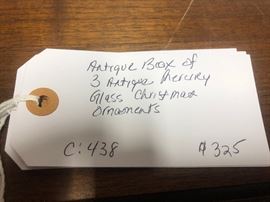 Antique Box of
3 Antique Mercury
Glass Christmas
Ornaments
C: 438 $325